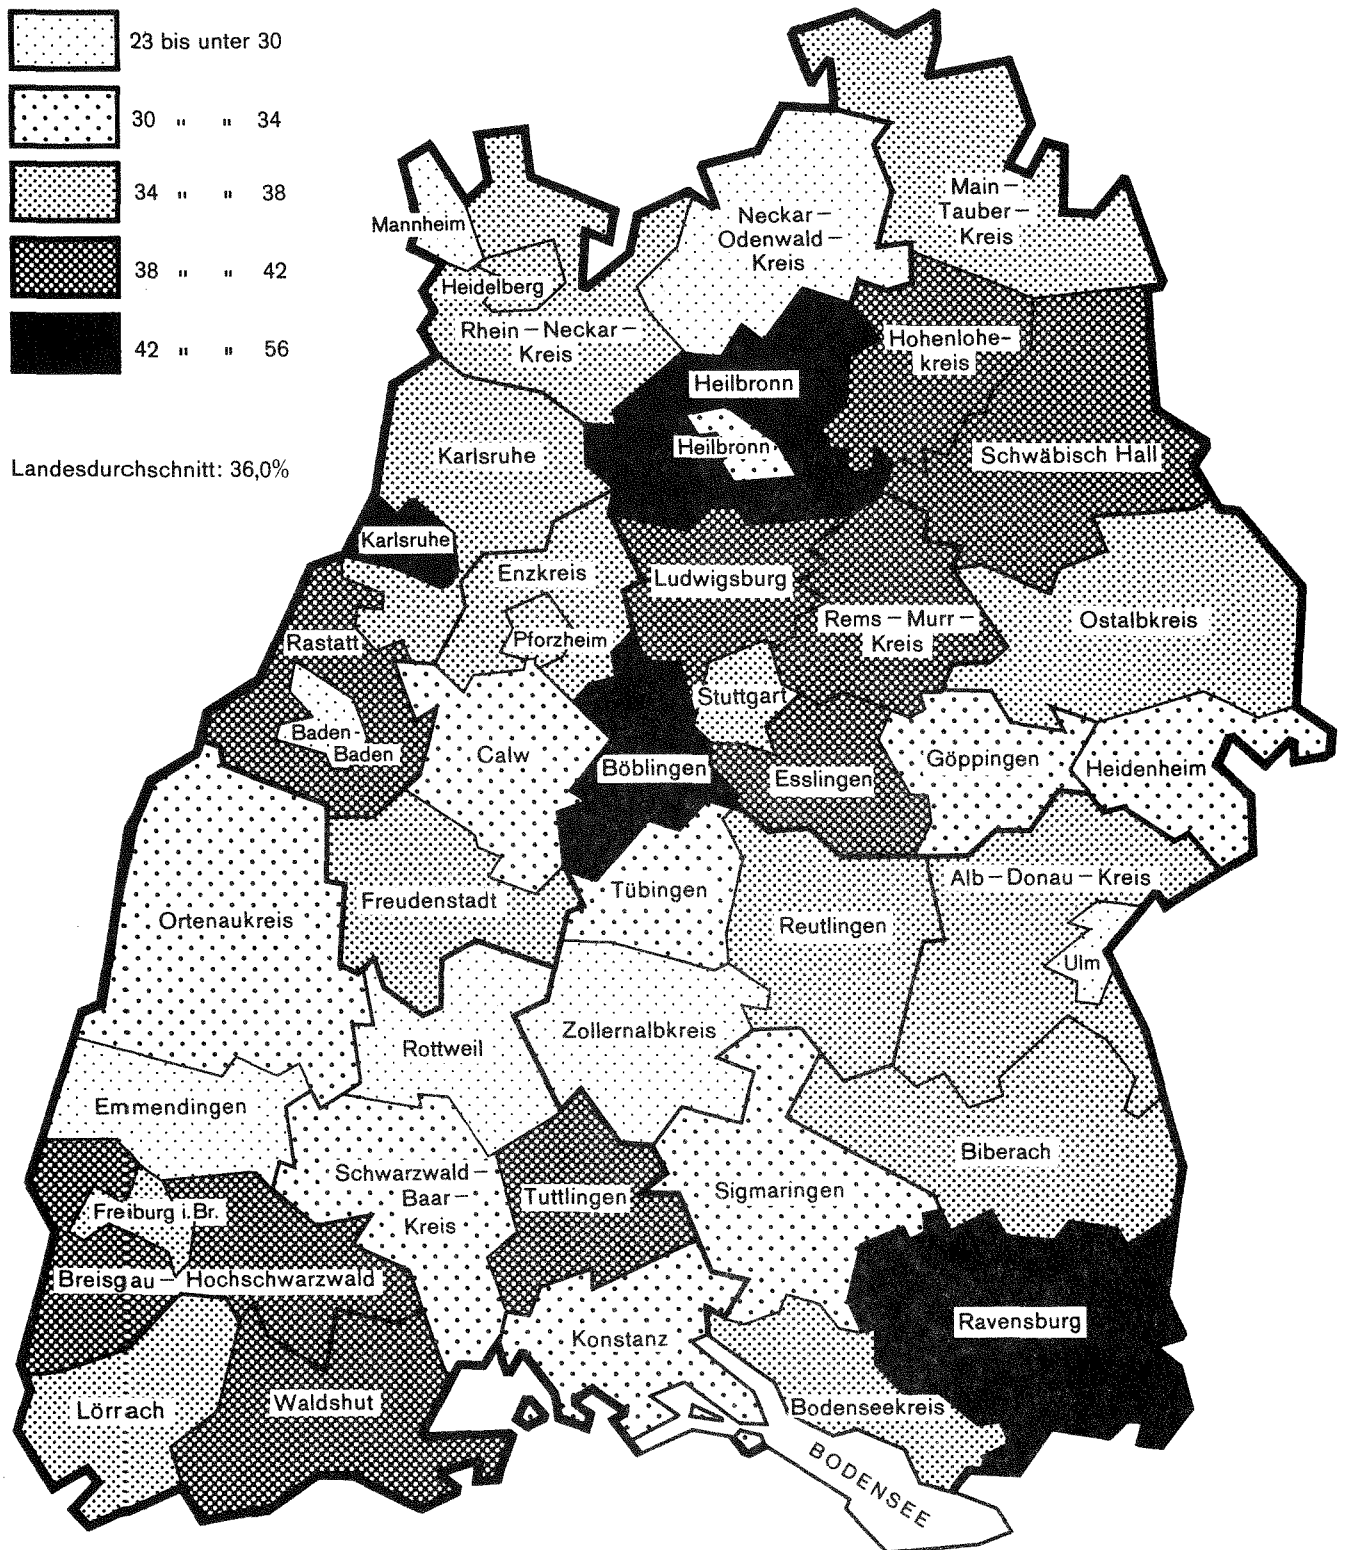 23 bis unter 30
30 " " 34
34 " " 38
38 " " 42
42 " " 56
Landesdurchschnitt: 36,0%
Main –
Tauber –
Kreis
Mannheim
Neckar –
Odenwald –
Kreis
Heidelberg
Rhein – Neckar –
Kreis
Hohenlohe-
kreis
Heilbronn
Heilbronn
Karlsruhe
Schwäbisch Hall
Karlsruhe
Enzkreis
Ludwigsburg
Rems – Murr –
Kreis
Ostalbkreis
Rastatt
Pforzheim
Stuttgart
Baden-
Baden
Calw
Böblingen
Esslingen
Göppingen
Heidenheim
Ortenaukreis
Freudenstadt
Tübingen
Reutlingen
Alb – Donau – Kreis
Ulm
Rottweil
Zollernalbkreis
Emmendingen
Biberach
Schwarzwald –
Baar –
Kreis
Tuttlingen
Sigmaringen
Freiburg i. Br.
Breisgau – Hochschwarzwald
Konstanz
Ravensburg
Lörrach
Waldshut
Bodenseekreis
BODENSEE